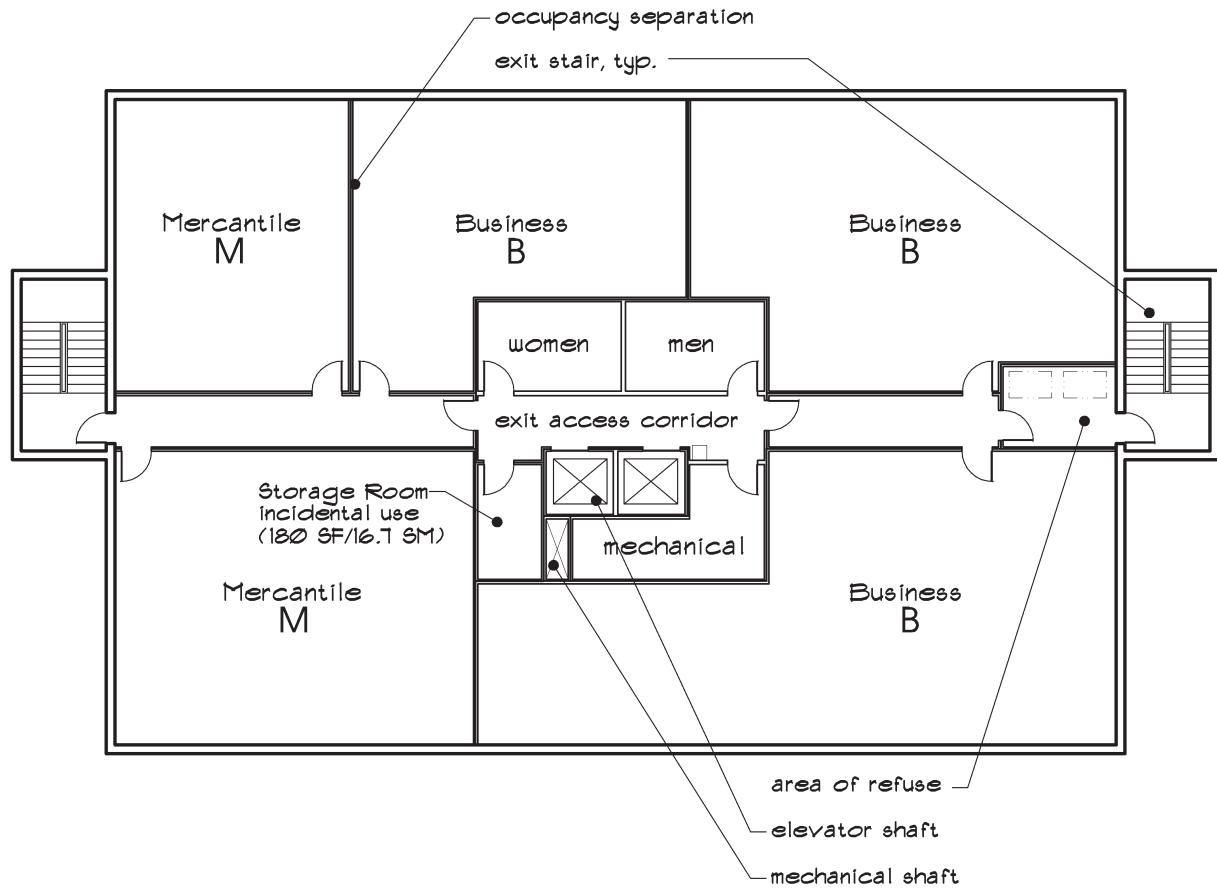 occupancy separation
exit stair, typ.
Mercantile
M
Business
B
Business
B
women
men
exit access corridor
Storage Room
incidental use
(180 SF/16.7 SM)
mechanical
Mercantile
M
Business
B
area of refuse
elevator shaft
mechanical shaft